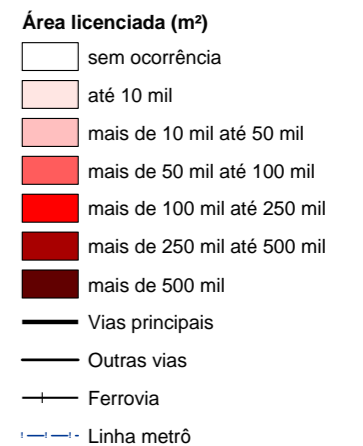 Área licenciada (m²)
sem ocorrência
até 10 mil
mais de 10 mil até 50 mil
mais de 50 mil até 100 mil
mais de 100 mil até 250 mil
mais de 250 mil até 500 mil
mais de 500 mil
Vias principais
Outras vias
Ferrovia
Linha metrô